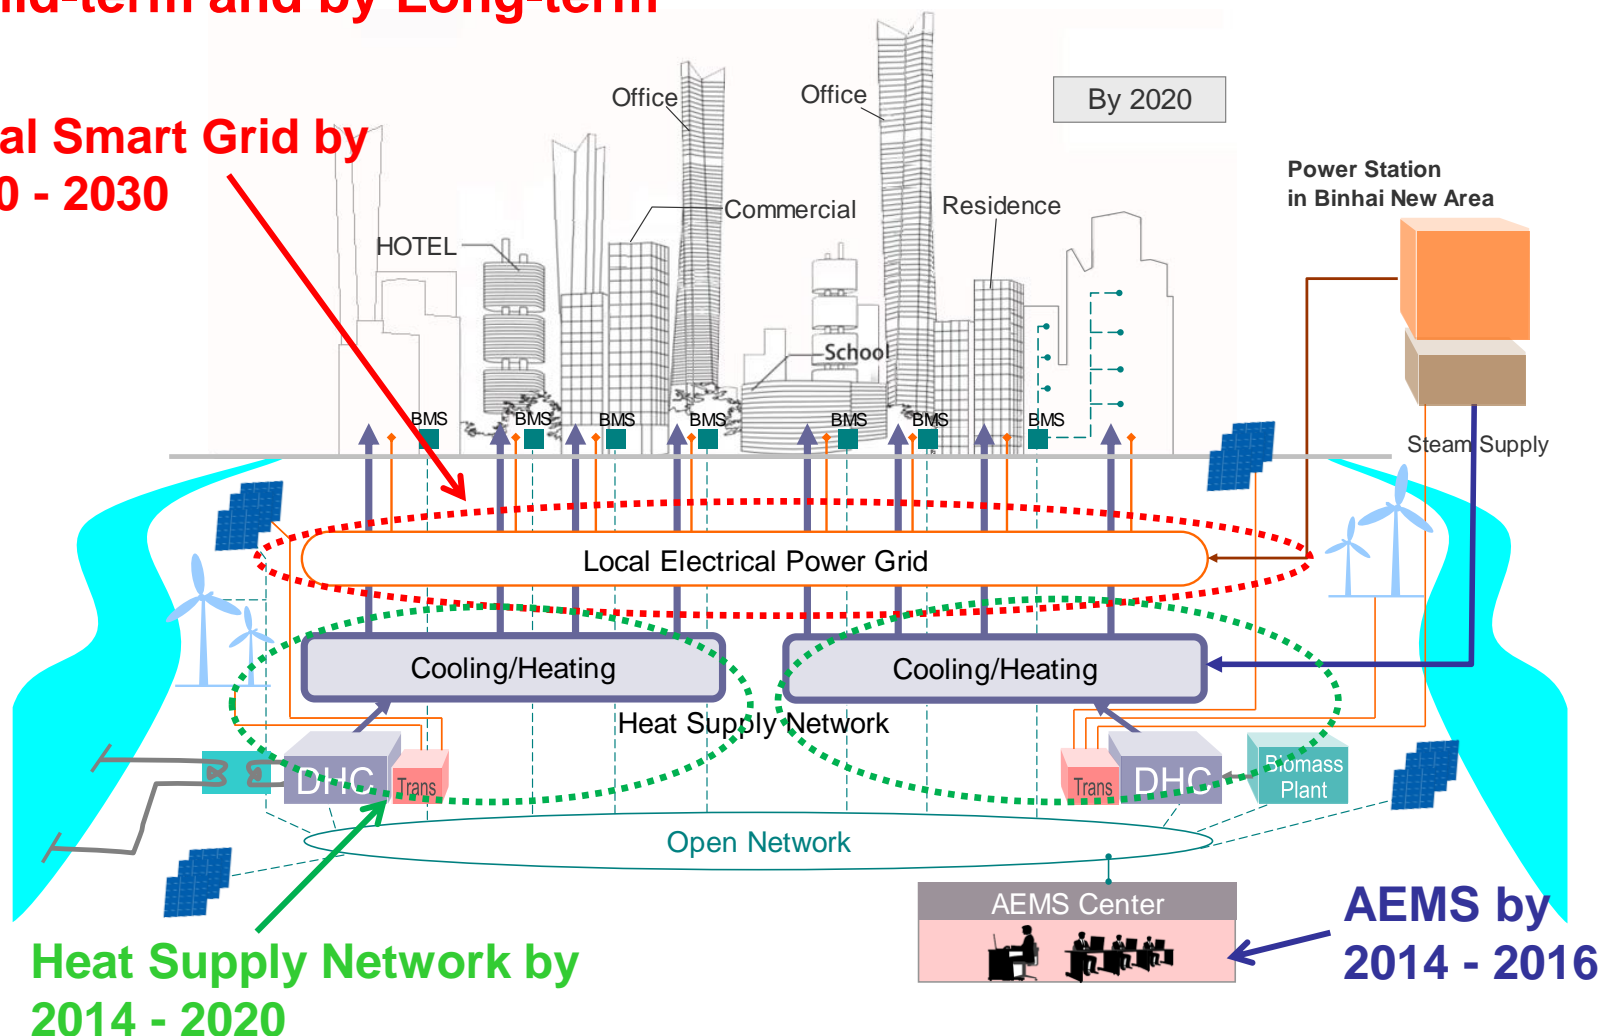 id-term and by Long-term
Office
Office
By 2020
al Smart Grid by
0 - 2030
Power Station
in Binhai New Area
Commercial
Residence
HOTEL
School
BMS
BMS
BMS
BMS
BMS
BMS
BMS
Steam Supply
Local Electrical Power Grid
Cooling/Heating
Cooling/Heating
Heat Supply Network
DHC
Trans
Trans
DHC
Biomass
Plant
Open Network
AEMS Center
AEMS by
2014 - 2016
Heat Supply Network by
2014 - 2020